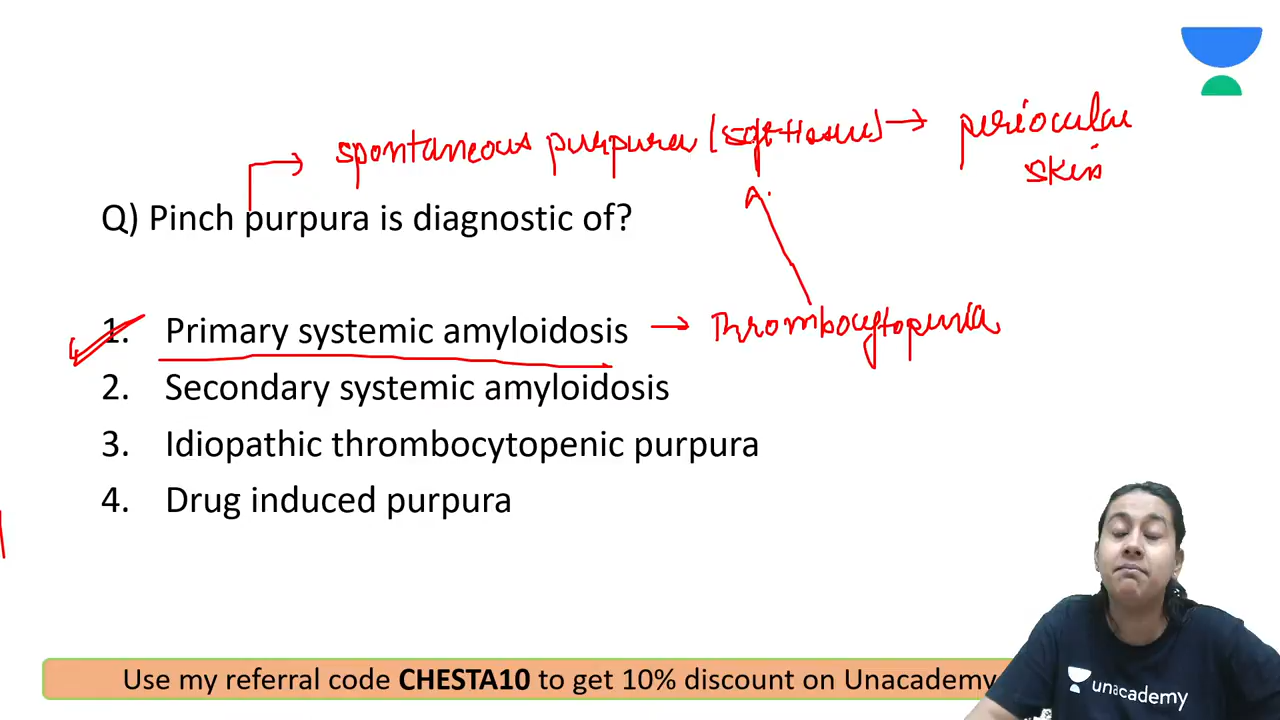 spontaneous purpura (soft tissue) → periocular
skin
Q) Pinch purpura is diagnostic of?
1. Primary systemic amyloidosis → Thrombocytopenia
2. Secondary systemic amyloidosis
3. Idiopathic thrombocytopenic purpura
4. Drug induced purpura
Use my referral code CHESTA10 to get 10% discount on Unacademy
unacademy